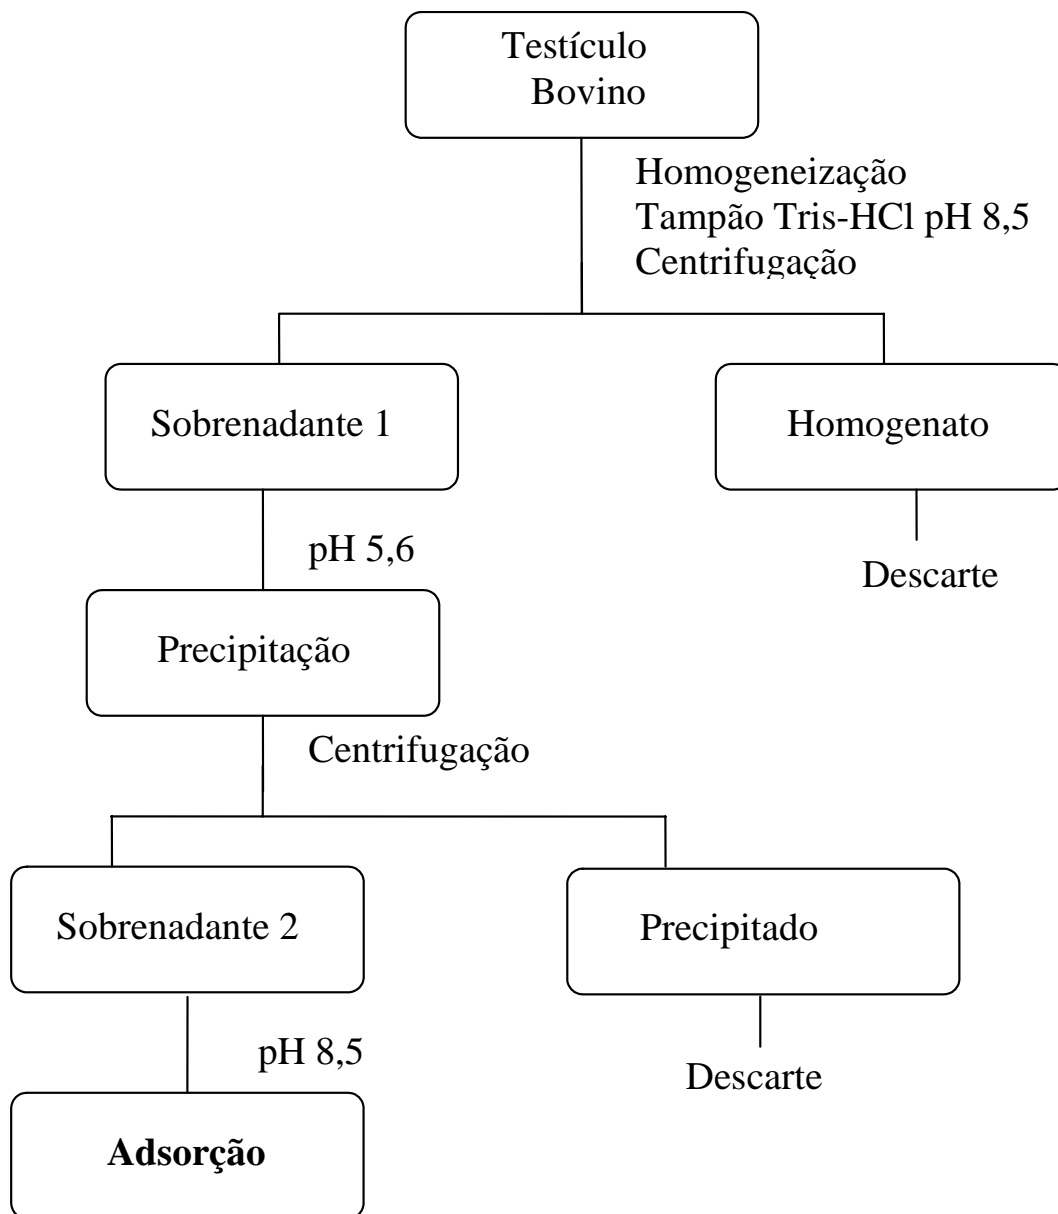 Testículo
Bovino
Homogeneização
Tampão Tris-HCl pH 8,5
Centrifugação
Sobrenadante 1
Homogenato
pH 5,6
Descarte
Precipitação
Centrifugação
Sobrenadante 2
Precipitado
pH 8,5
Descarte
Adsorção